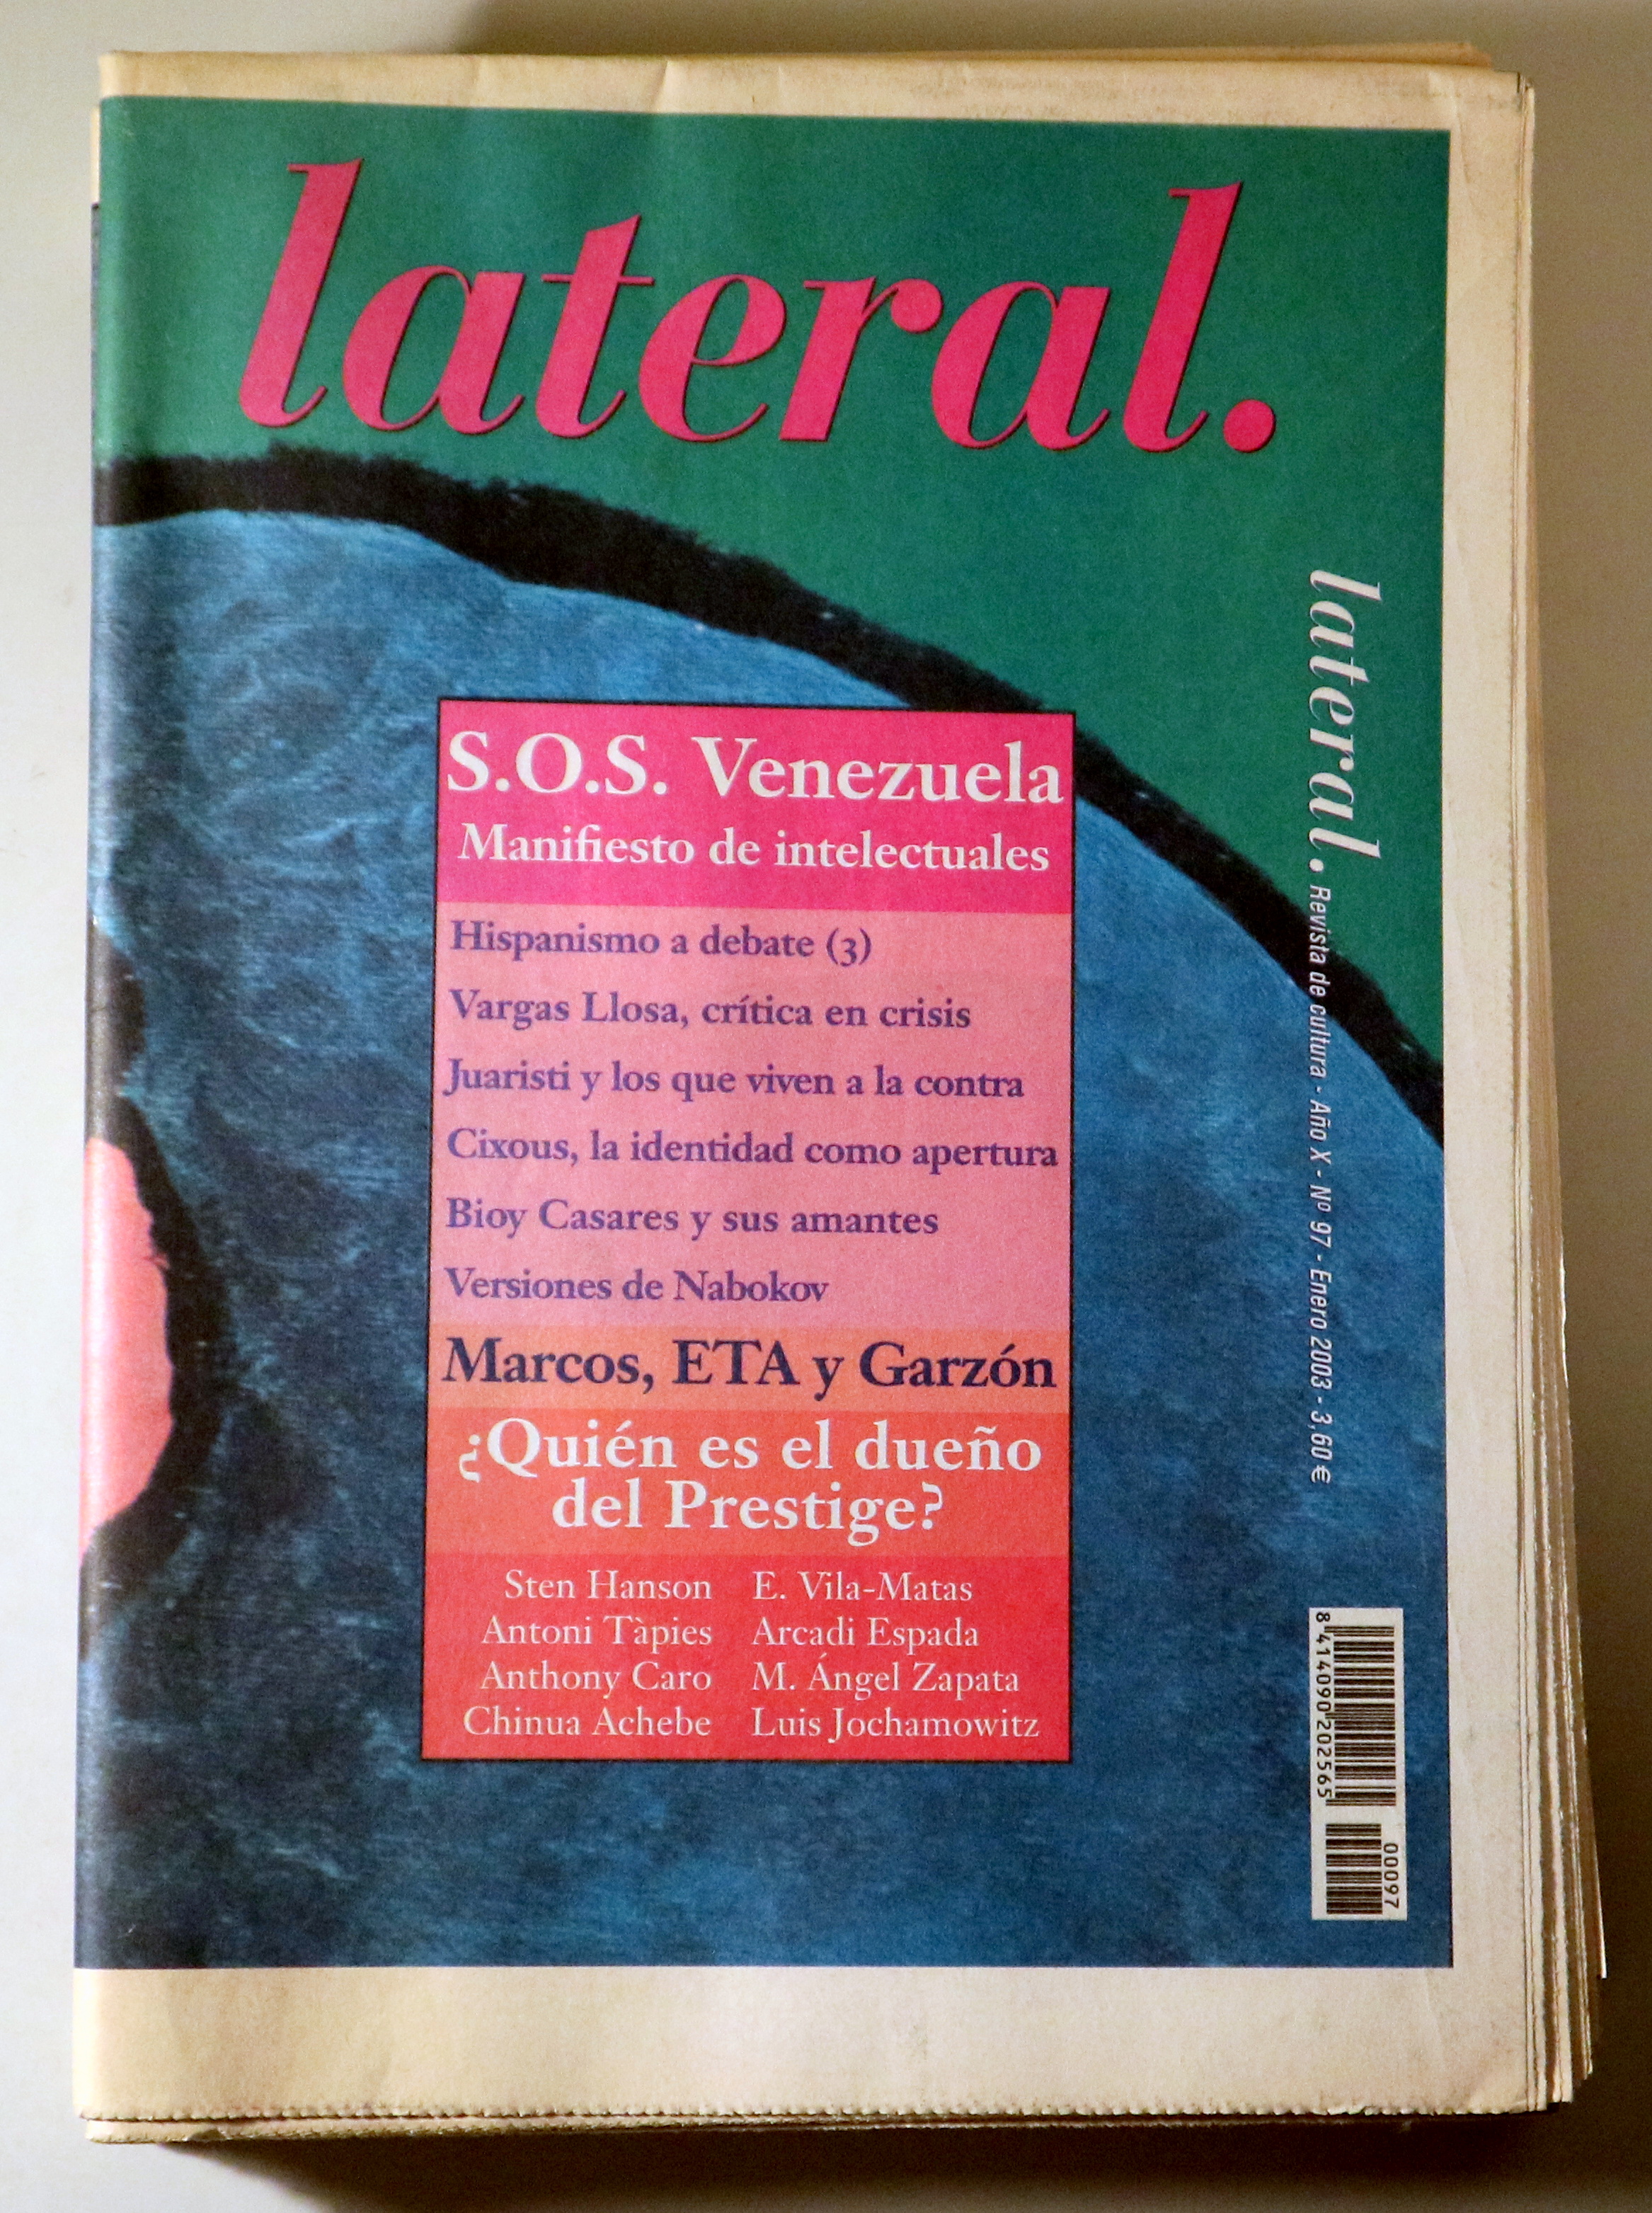 lateral.
S.O.S. Venezuela
Manifiesto de intelectuales
Hispanismo a debate (3)
Vargas Llosa, crítica en crisis
Juaristi y los que viven a la contra
Cixous, la identidad como apertura
Bioy Casares y sus amantes
Versiones de Nabokov
Marcos, ETA y Garzón
¿Quién es el dueño
del Prestige?
Sten Hanson
Antoni Tàpies
Anthony Caro
Chinua Achebe
E. Vila-Matas
Arcadi Espada
M. Ángel Zapata
Luis Jochamowitz
lateral. Revista de cultura - Año X - Nº 97 - Enero 2003 - 3,60 €
8 414090 202565
00097